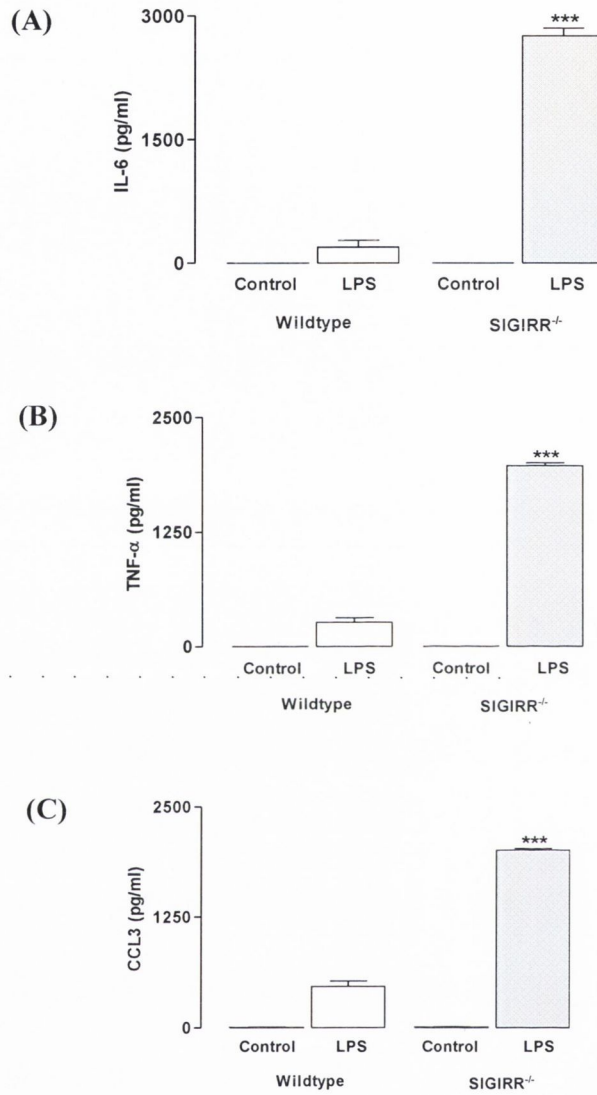 (A)
3000
1500
0
IL-6 (pg/ml)
***
Control LPS Control LPS
Wildtype SIGIRR-/-
(B)
2500
1250
0
TNF-α (pg/ml)
***
Control LPS Control LPS
Wildtype SIGIRR-/-
(C)
2500
1250
0
CCL3 (pg/ml)
***
Control LPS Control LPS
Wildtype SIGIRR-/-